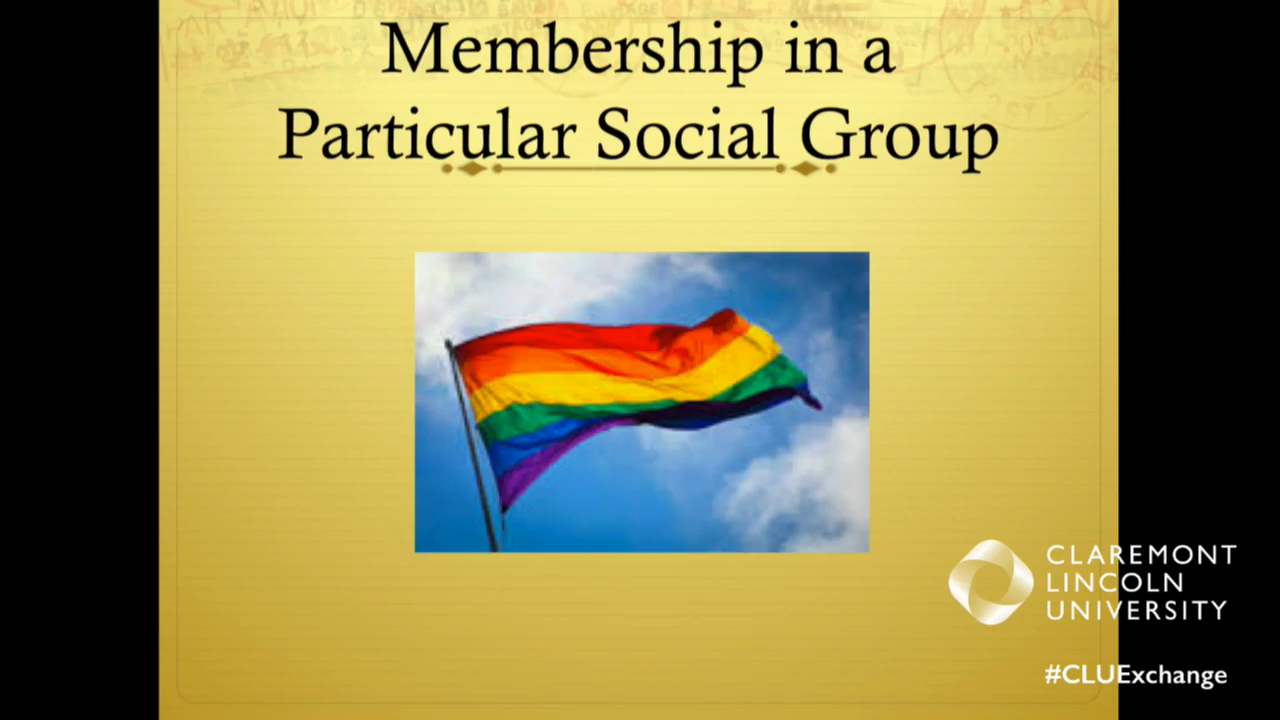 Membership in a
Particular Social Group
CLAREMONT
LINCOLN
UNIVERSITY
#CLUExchange